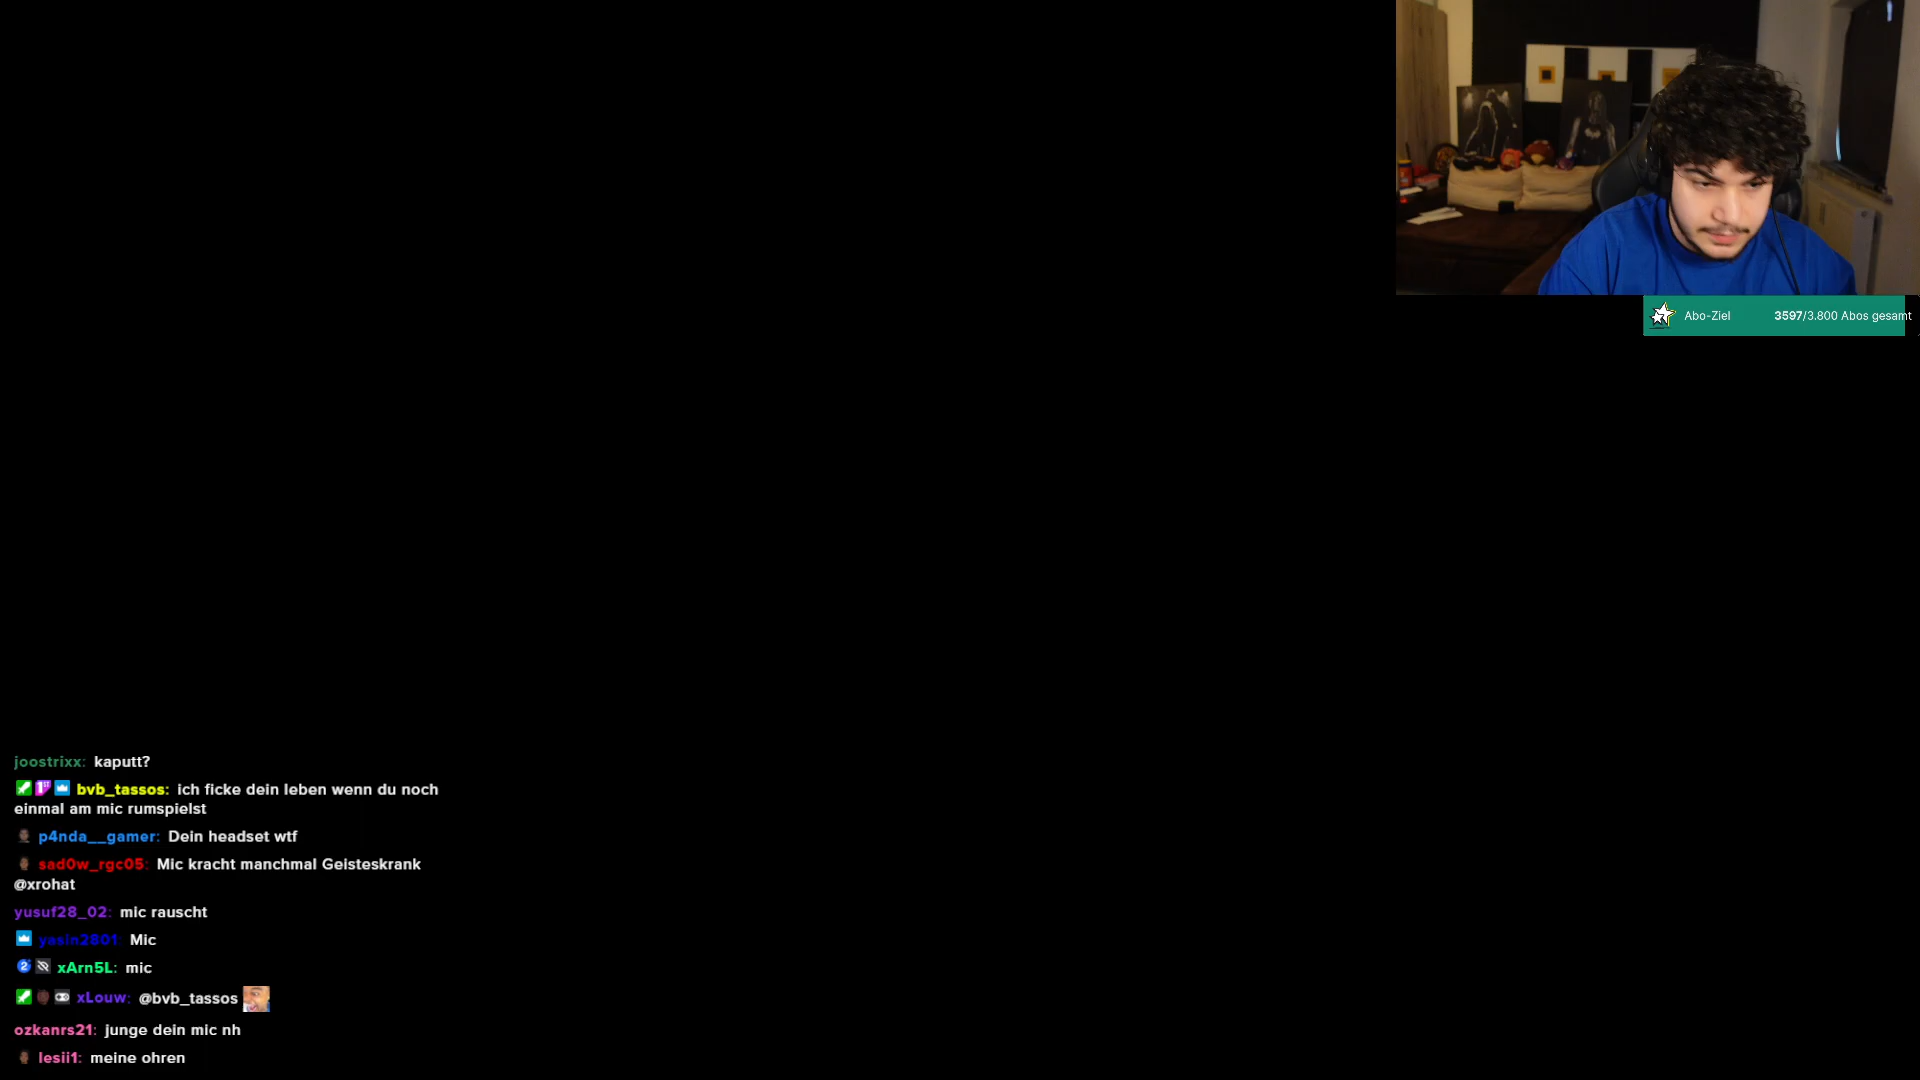 Abo-Ziel 3597/3.800 Abos gesamt
joostrixx: kaputt?
bvb_tassos: ich ficke dein leben wenn du noch
einmal am mic rumspielst
p4nda__gamer: Dein headset wtf
sad0w_rgc05: Mic kracht manchmal Geisteskrank
@xrohat
yusuf28_02: mic rauscht
yasin2801: Mic
xArn5L: mic
xLouw: @bvb_tassos
ozkanrs21: junge dein mic nh
lesii1: meine ohren